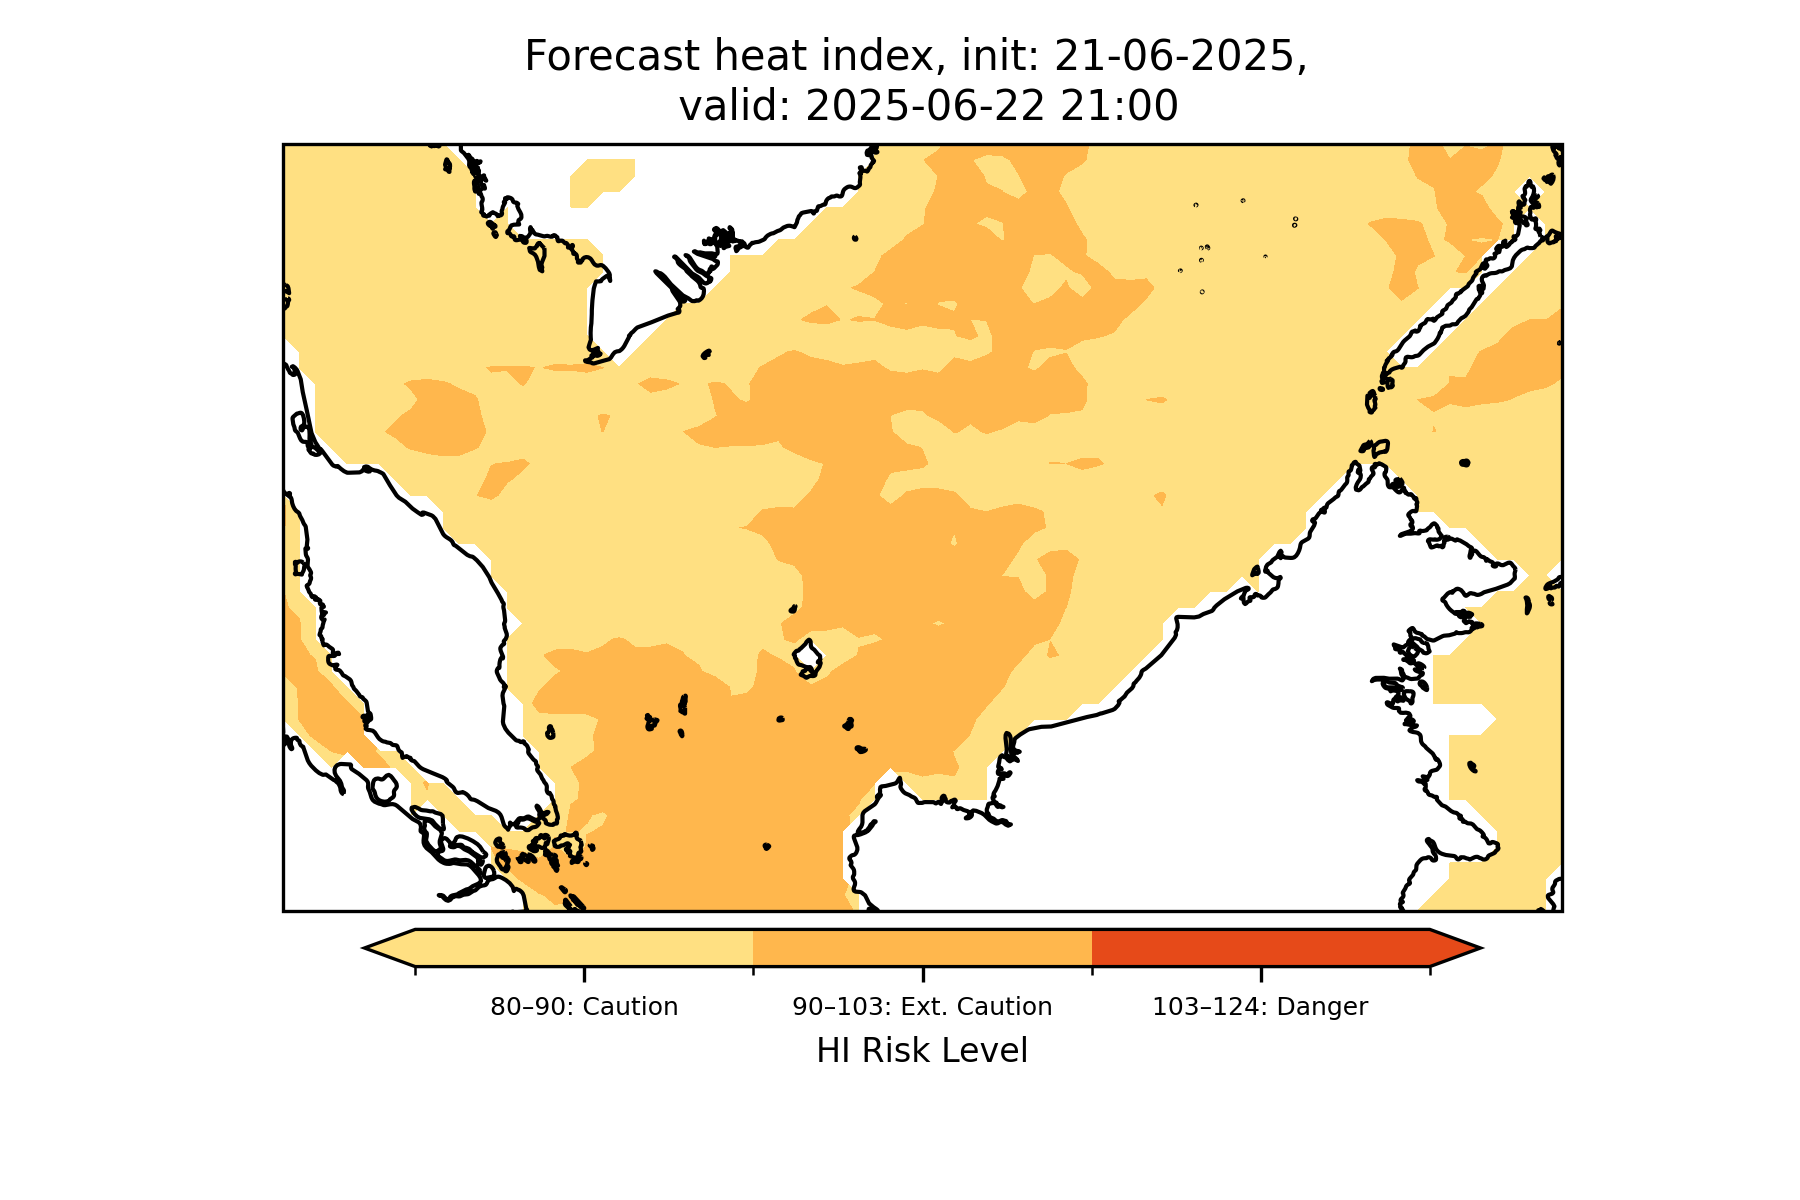 Forecast heat index, init: 21-06-2025,
valid: 2025-06-22 21:00
80–90: Caution
90–103: Ext. Caution
103–124: Danger
HI Risk Level